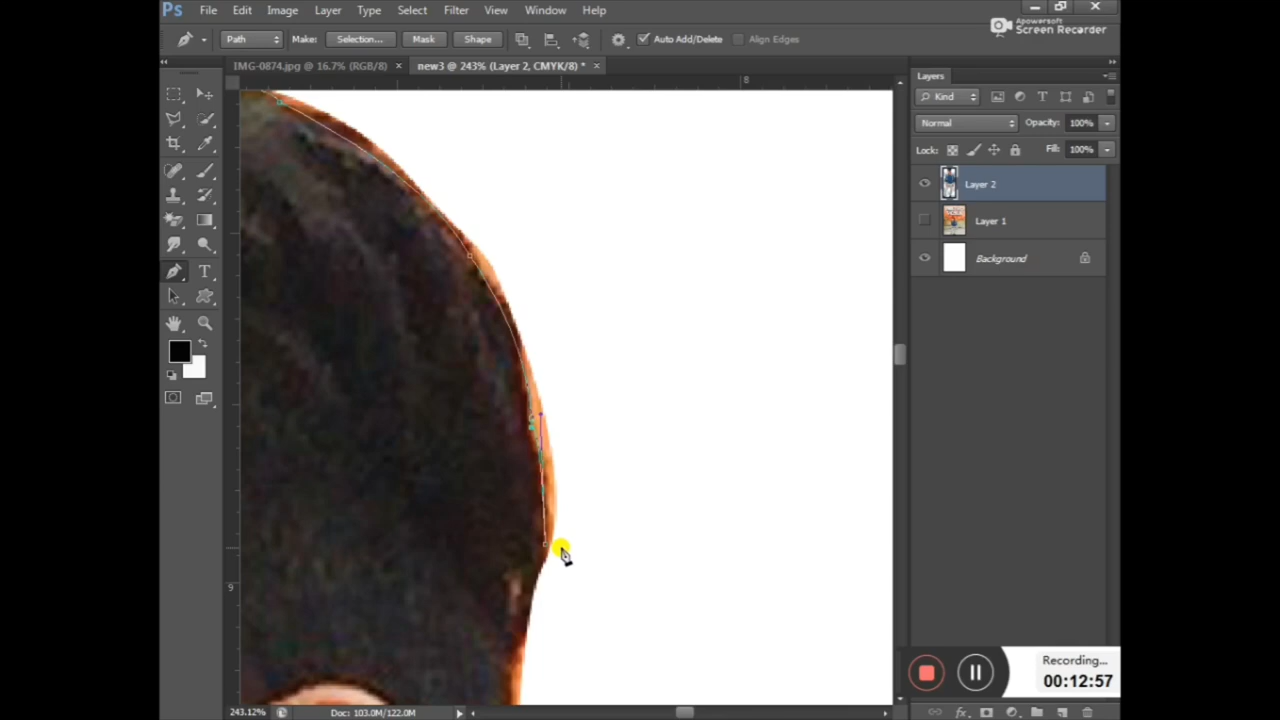 Ps File Edit Image Layer Type Select Filter View Window Help
Apowersoft
Screen Recorder
Path Make: Selection... Mask Shape Auto Add/Delete Align Edges
IMG-0874.jpg @ 16.7% (RGB/8) × new3 @ 243% (Layer 2, CMYK/8) * ×
8
Layers
Kind
Normal Opacity: 100%
Lock: Fill: 100%
Layer 2
Layer 1
Background
9
Recording...
00:12:57
243.12% Doc: 103.0M/122.0M